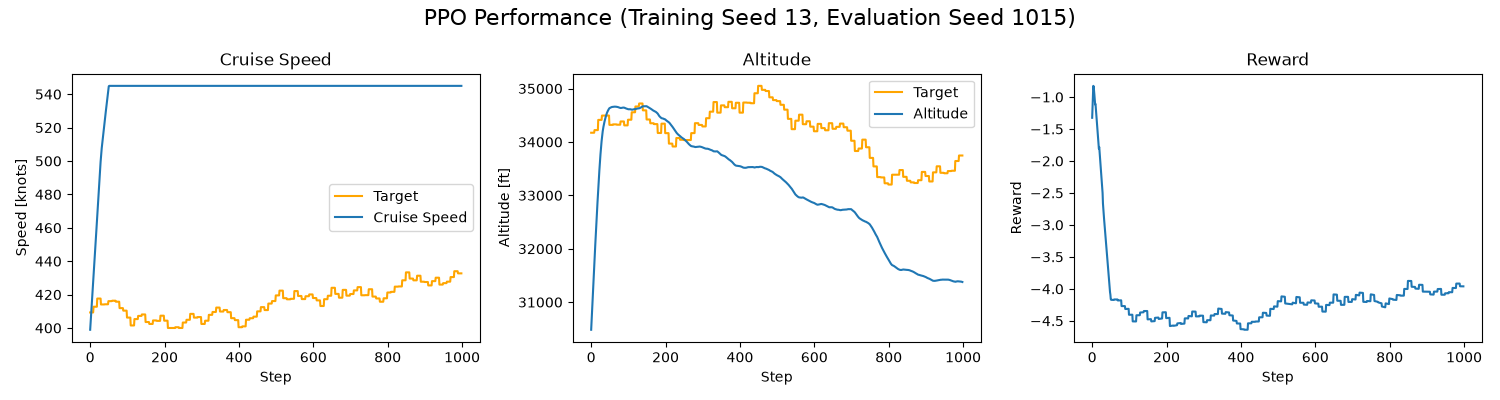 PPO Performance (Training Seed 13, Evaluation Seed 1015)
Cruise Speed
Speed [knots]
540
520
500
480
460
440
420
400
0
200
400
600
800
1000
Step
Target
Cruise Speed
Altitude
Altitude [ft]
35000
34000
33000
32000
31000
0
200
400
600
800
1000
Step
Target
Altitude
Reward
Reward
−1.0
−1.5
−2.0
−2.5
−3.0
−3.5
−4.0
−4.5
0
200
400
600
800
1000
Step